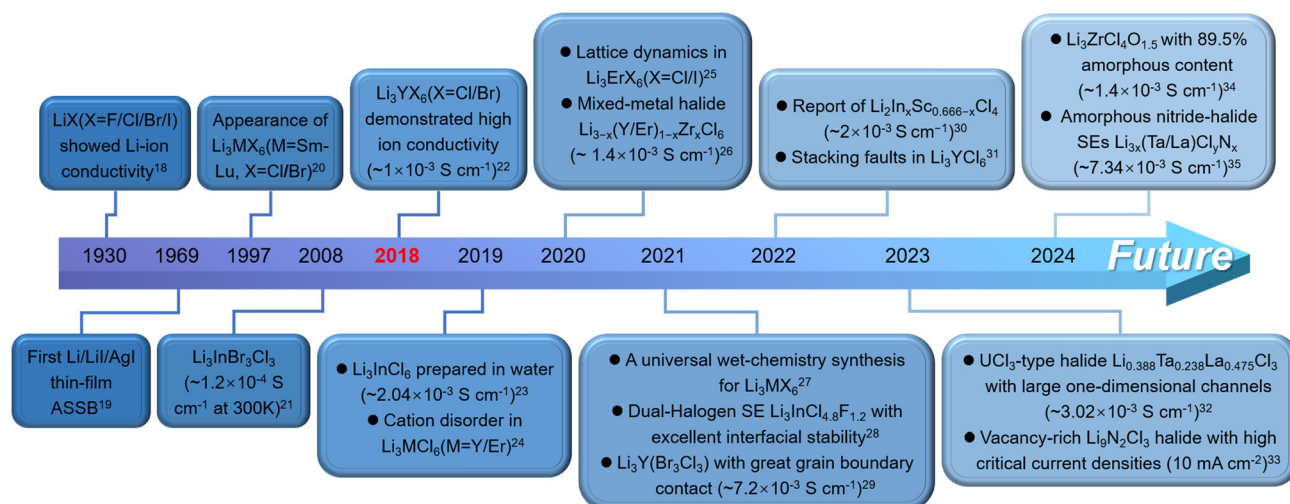 LiX(X=F/Cl/Br/I)
showed Li-ion
conductivity¹⁸
Appearance of
Li₃MX₆(M=Sm-
Lu, X=Cl/Br)²⁰
Li₃YX₆(X=Cl/Br)
demonstrated high
ion conductivity
(~1×10⁻³ S cm⁻¹)²²
● Lattice dynamics in
Li₃ErX₆(X=Cl/I)²⁵
● Mixed-metal halide
Li₃₋ₓ(Y/Er)₁₋ₓZrₓCl₆
(~ 1.4×10⁻³ S cm⁻¹)²⁶
● Report of Li₂InₓSc₀.₆₆₆₋ₓCl₄
(~2×10⁻³ S cm⁻¹)³⁰
● Stacking faults in Li₃YCl₆³¹
● Li₃ZrCl₄O₁.₅ with 89.5%
amorphous content
(~1.4×10⁻³ S cm⁻¹)³⁴
● Amorphous nitride-halide
SEs Li₃ₓ(Ta/La)ClᵧNₓ
(~7.34×10⁻³ S cm⁻¹)³⁵
1930 1969 1997 2008 2018 2019 2020 2021 2022 2023 2024 Future
First Li/LiI/AgI
thin-film
ASSB¹⁹
Li₃InBr₃Cl₃
(~1.2×10⁻⁴ S
cm⁻¹ at 300K)²¹
● Li₃InCl₆ prepared in water
(~2.04×10⁻³ S cm⁻¹)²³
● Cation disorder in
Li₃MCl₆(M=Y/Er)²⁴
● A universal wet-chemistry synthesis
for Li₃MX₆²⁷
● Dual-Halogen SE Li₃InCl₄.₈F₁.₂ with
excellent interfacial stability²⁸
● Li₃Y(Br₃Cl₃) with great grain boundary
contact (~7.2×10⁻³ S cm⁻¹)²⁹
● UCl₃-type halide Li₀.₃₈₈Ta₀.₂₃₈La₀.₄₇₅Cl₃
with large one-dimensional channels
(~3.02×10⁻³ S cm⁻¹)³²
● Vacancy-rich Li₉N₂Cl₃ halide with high
critical current densities (10 mA cm⁻²)³³